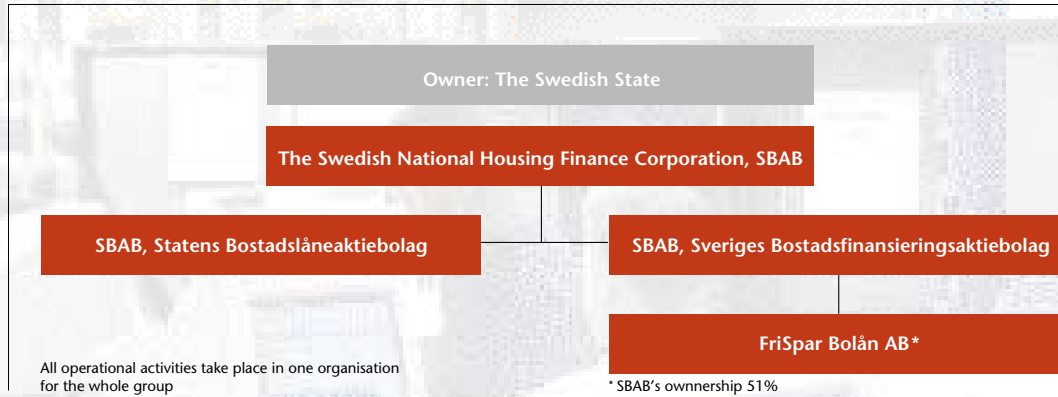 Owner: The Swedish State
The Swedish National Housing Finance Corporation, SBAB
SBAB, Statens Bostadslåneaktiebolag
SBAB, Sveriges Bostadsfinansieringsaktiebolag
FriSpar Bolån AB*
All operational activities take place in one organisation
for the whole group
* SBAB's ownnership 51%